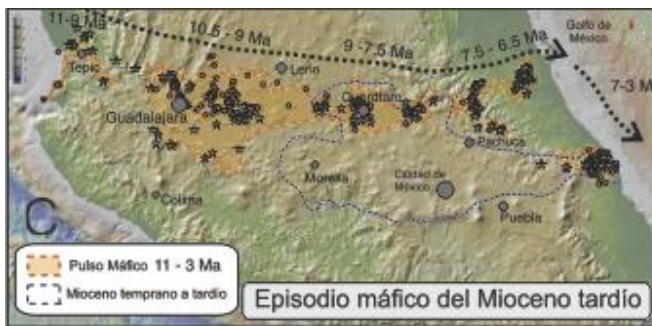 11-9 Ma
10.5 - 9 Ma
9 -7.5 Ma
7.5 - 6.5 Ma
Golfo de
México
7-3 M
Tepic
León
Querétaro
Guadalajara
Pachuca
Morelia
Ciudad de
México
Colima
Puebla
C
Pulso Máfico 11 - 3 Ma
Mioceno temprano a tardío
Episodio máfico del Mioceno tardío